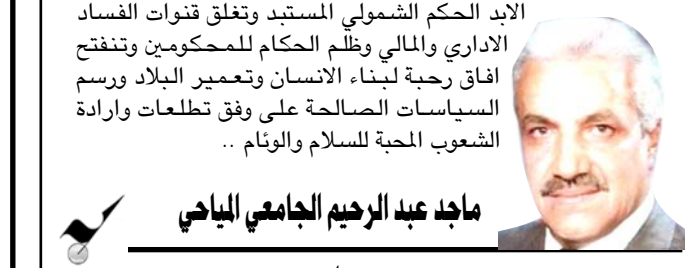 الابد الحكم الشمولي المستبد وتغلق قنوات الفساد
الاداري والمالي وظلم الحكام للمحكومين وتنفتح
افاق رحبة لبناء الانسان وتعمير البلاد ورسم
السياسات الصالحة على وفق تطلعات وارادة
الشعوب المحبة للسلام والوئام ..
ماجد عبد الرحيم الجامعي المياحي